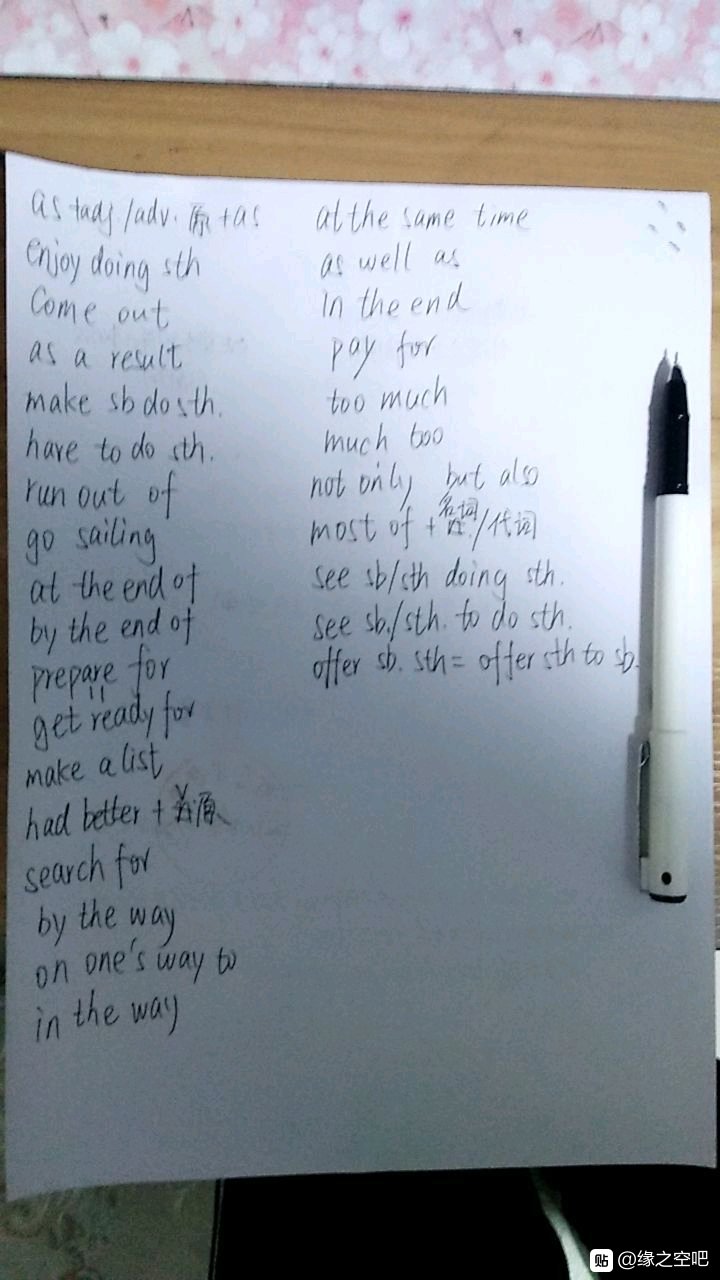 as +adj/adv. 原 +as
enjoy doing sth
Come out
as a result
make sb do sth.
have to do sth.
run out of
go sailing
at the end of
by the end of
prepare for
get ready for
make a list
had better + V原
search for
by the way
on one's way to
in the way
at the same time
as well as
In the end
pay for
too much
much too
not only but also
most of + 名词/代词
see sb/sth doing sth.
see sb./sth. to do sth.
offer sb. sth = offer sth to sb.
贴 @缘之空吧